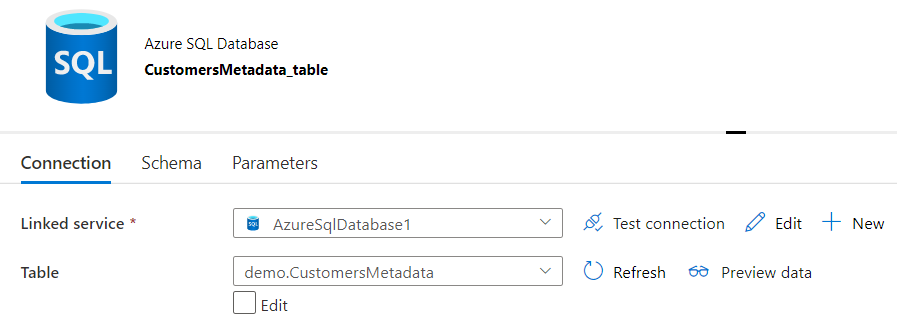 SQL
Azure SQL Database
CustomersMetadata_table
Connection Schema Parameters
Linked service * SQL AzureSqlDatabase1 Test connection Edit New
Table demo.CustomersMetadata Refresh Preview data
Edit